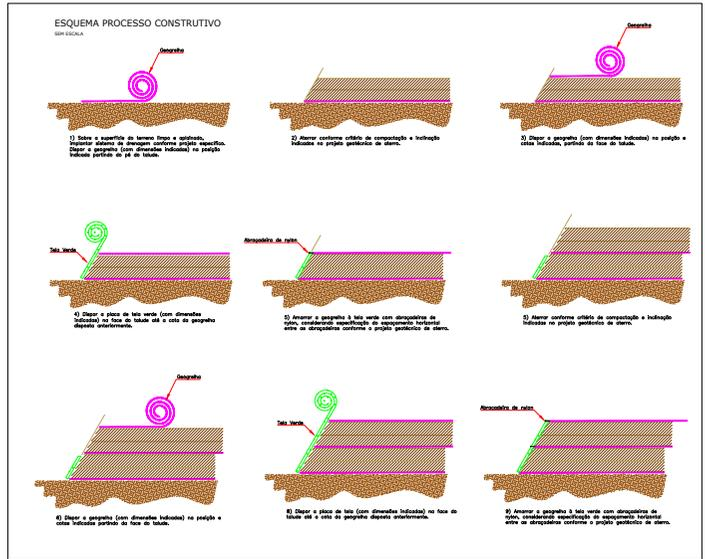 ESQUEMA PROCESSO CONSTRUTIVO
SEM ESCALA
Geogrelha
1) Sobre a superfície do terreno limpo e aplainado,
implantar sistema de drenagem conforme projeto específico.
Dispor a geogrelha (com dimensões indicadas) na posição
indicada partindo do pé do talude.
2) Aterrar conforme critério de compactação e inclinação
indicados no projeto geotécnico de aterro.
Geogrelha
3) Dispor a geogrelha (com dimensões indicadas) na posição e
cotas indicadas, partindo da face do talude.
Tela Verde
4) Dispor a placa de tela verde (com dimensões
indicadas) na face do talude até a cota da geogrelha
disposta anteriormente.
Abraçadeira de nylon
5) Amarrar a geogrelha à tela verde com abraçadeiras de
nylon, considerando especificação do espaçamento horizontal
entre as abraçadeiras conforme o projeto geotécnico de aterro.
5) Aterrar conforme critério de compactação e inclinação
indicados no projeto geotécnico de aterro.
Geogrelha
6) Dispor a geogrelha (com dimensões indicadas) na posição e
cotas indicadas partindo da face do talude.
Tela Verde
8) Dispor a placa de tela (com dimensões indicadas) na face do
talude até a cota da geogrelha disposta anteriormente.
Abraçadeira de nylon
9) Amarrar a geogrelha à tela verde com abraçadeiras de
nylon, considerando especificação do espaçamento horizontal
entre as abraçadeiras conforme o projeto geotécnico de aterro.